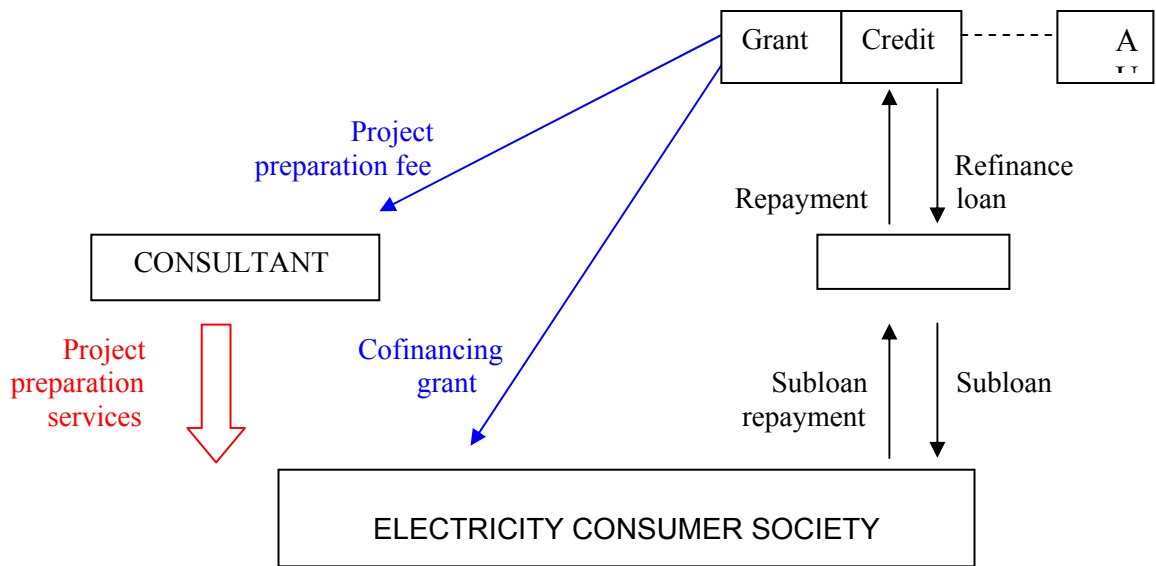 Grant Credit A
Project
preparation fee
Repayment
Refinance
loan
CONSULTANT
Project
preparation
services
Cofinancing
grant
Subloan
repayment
Subloan
ELECTRICITY CONSUMER SOCIETY